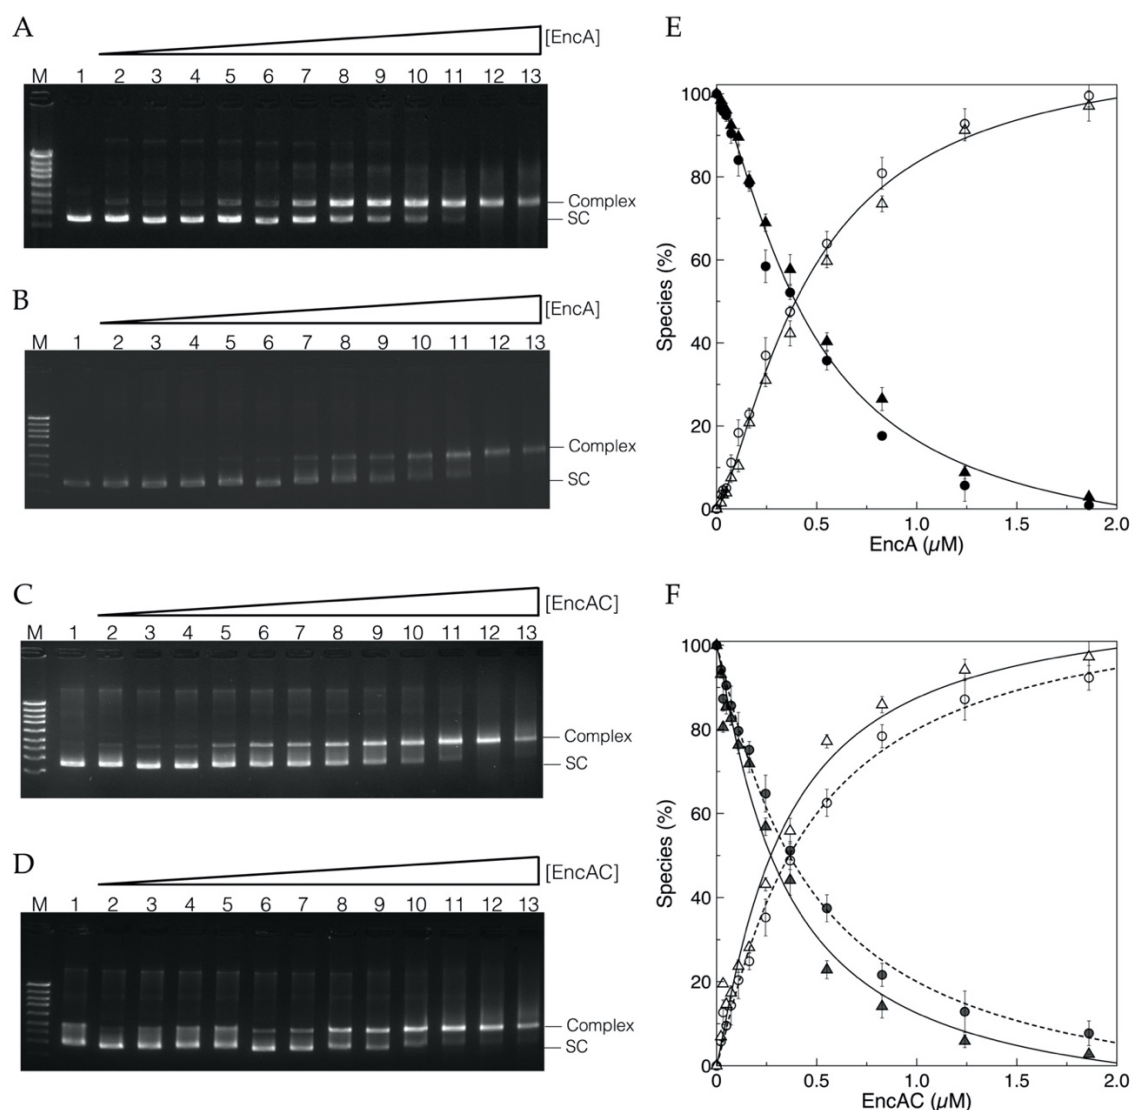 A
[EncA]
M 1 2 3 4 5 6 7 8 9 10 11 12 13
Complex
SC
B
[EncA]
M 1 2 3 4 5 6 7 8 9 10 11 12 13
Complex
SC
C
[EncAC]
M 1 2 3 4 5 6 7 8 9 10 11 12 13
Complex
SC
D
[EncAC]
M 1 2 3 4 5 6 7 8 9 10 11 12 13
Complex
SC
E
100
80
60
40
20
0
Species (%)
0 0.5 1.0 1.5 2.0
EncA (µM)
F
100
80
60
40
20
0
Species (%)
0 0.5 1.0 1.5 2.0
EncAC (µM)